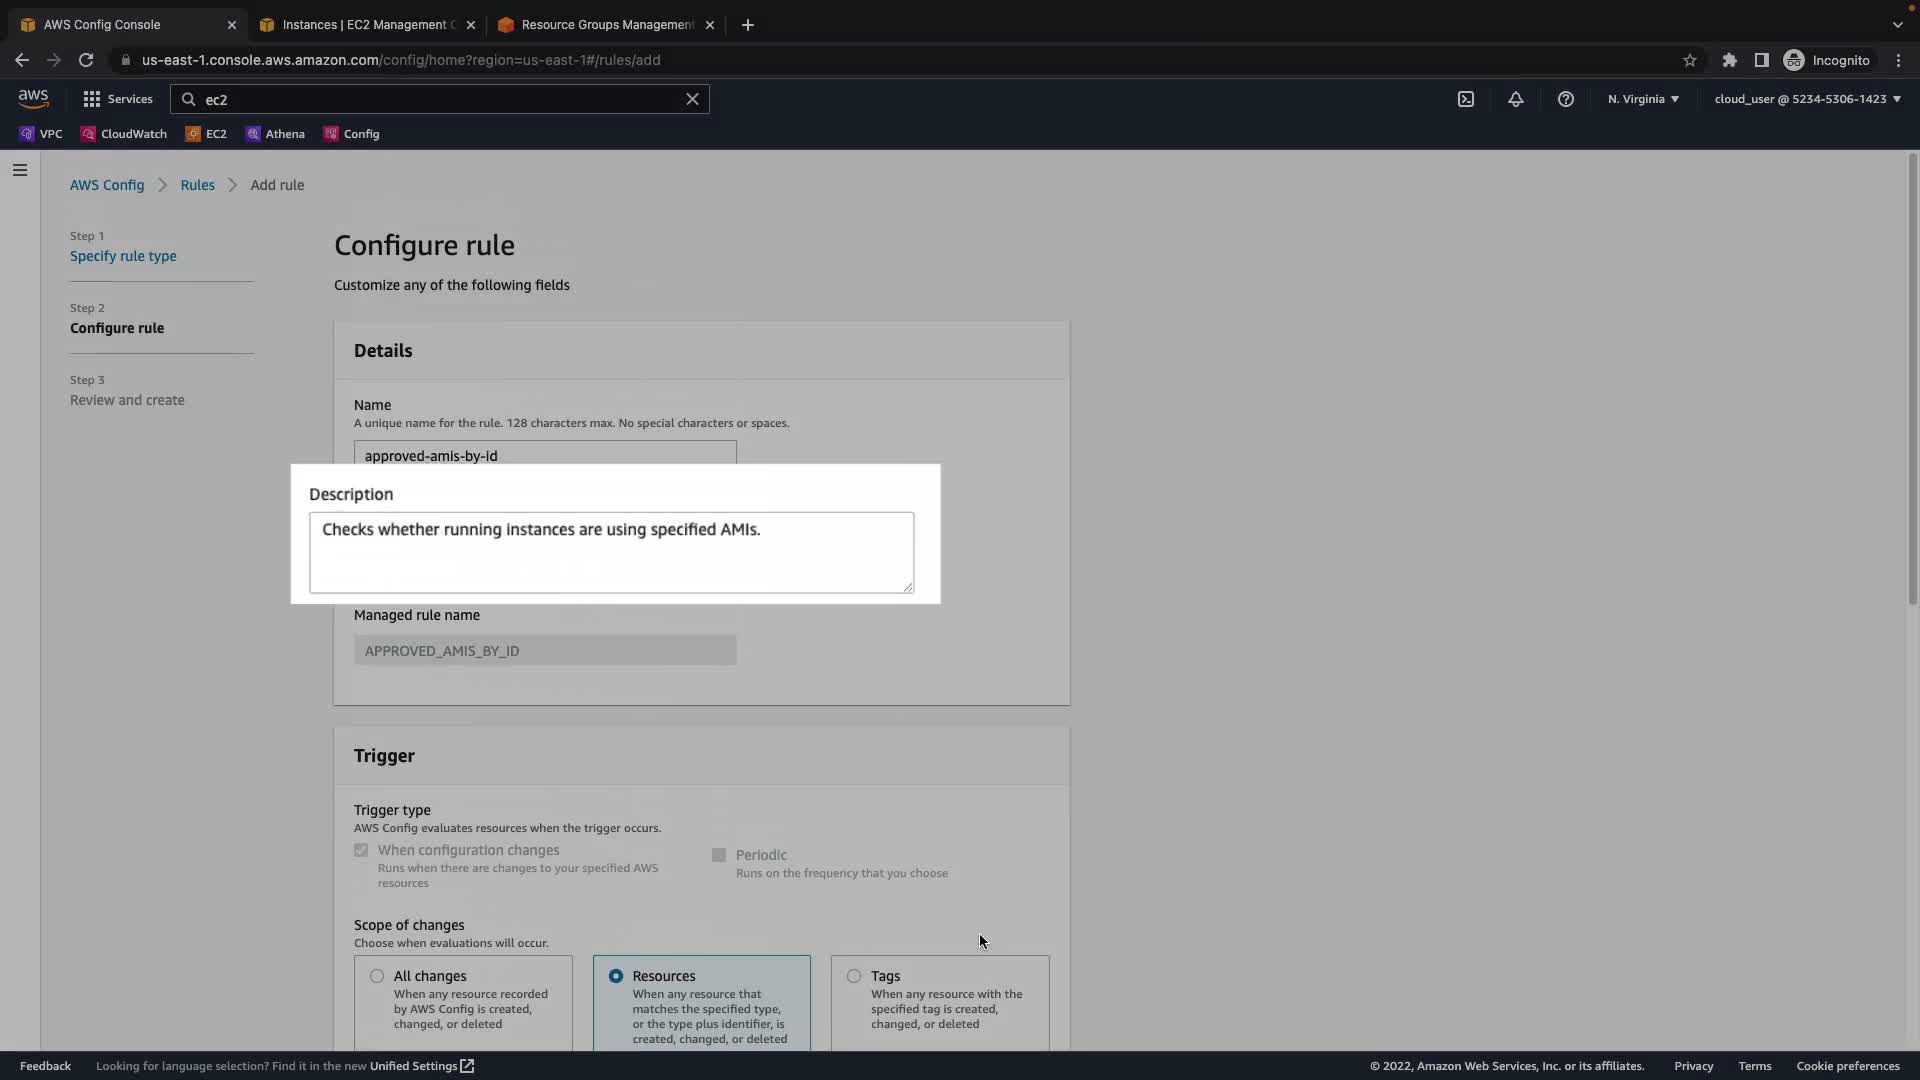 AWS Config Console
Instances | EC2 Management C
Resource Groups Management
us-east-1.console.aws.amazon.com/config/home?region=us-east-1#/rules/add
Incognito
aws
Services
ec2
N. Virginia
cloud_user @ 5234-5306-1423
VPC
CloudWatch
EC2
Athena
Config
AWS Config
Rules
Add rule
Step 1
Specify rule type
Step 2
Configure rule
Step 3
Review and create
Configure rule
Customize any of the following fields
Details
Name
A unique name for the rule. 128 characters max. No special characters or spaces.
approved-amis-by-id
Description
Checks whether running instances are using specified AMIs.
Managed rule name
APPROVED_AMIS_BY_ID
Trigger
Trigger type
AWS Config evaluates resources when the trigger occurs.
When configuration changes
Runs when there are changes to your specified AWS
resources
Periodic
Runs on the frequency that you choose
Scope of changes
Choose when evaluations will occur.
All changes
When any resource recorded
by AWS Config is created,
changed, or deleted
Resources
When any resource that
matches the specified type,
or the type plus identifier, is
created, changed, or deleted
Tags
When any resource with the
specified tag is created,
changed, or deleted
Feedback
Looking for language selection? Find it in the new Unified Settings
© 2022, Amazon Web Services, Inc. or its affiliates.
Privacy
Terms
Cookie preferences